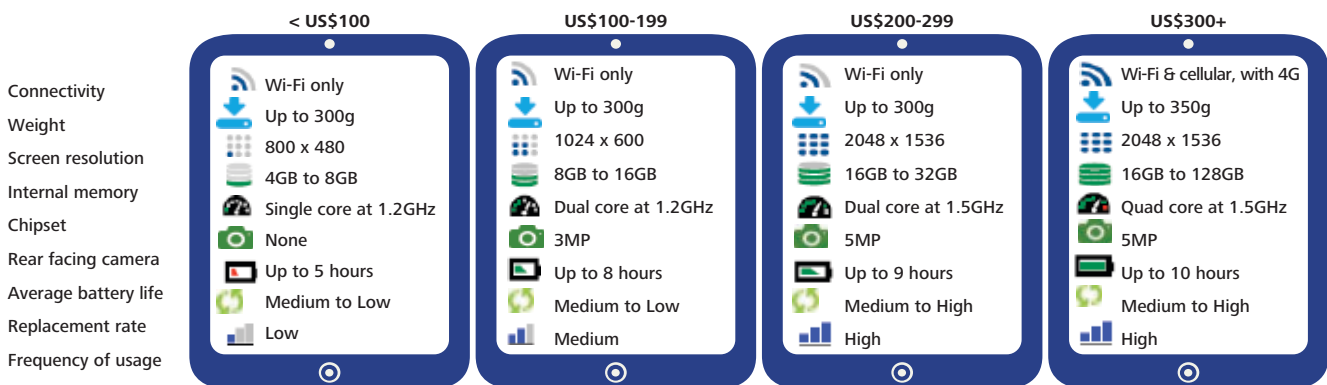 < US$100
US$100-199
US$200-299
US$300+
Connectivity
Weight
Screen resolution
Internal memory
Chipset
Rear facing camera
Average battery life
Replacement rate
Frequency of usage
Wi-Fi only
Up to 300g
800 x 480
4GB to 8GB
Single core at 1.2GHz
None
Up to 5 hours
Medium to Low
Low
Wi-Fi only
Up to 300g
1024 x 600
8GB to 16GB
Dual core at 1.2GHz
3MP
Up to 8 hours
Medium to Low
Medium
Wi-Fi only
Up to 300g
2048 x 1536
16GB to 32GB
Dual core at 1.5GHz
5MP
Up to 9 hours
Medium to High
High
Wi-Fi & cellular, with 4G
Up to 350g
2048 x 1536
16GB to 128GB
Quad core at 1.5GHz
5MP
Up to 10 hours
Medium to High
High